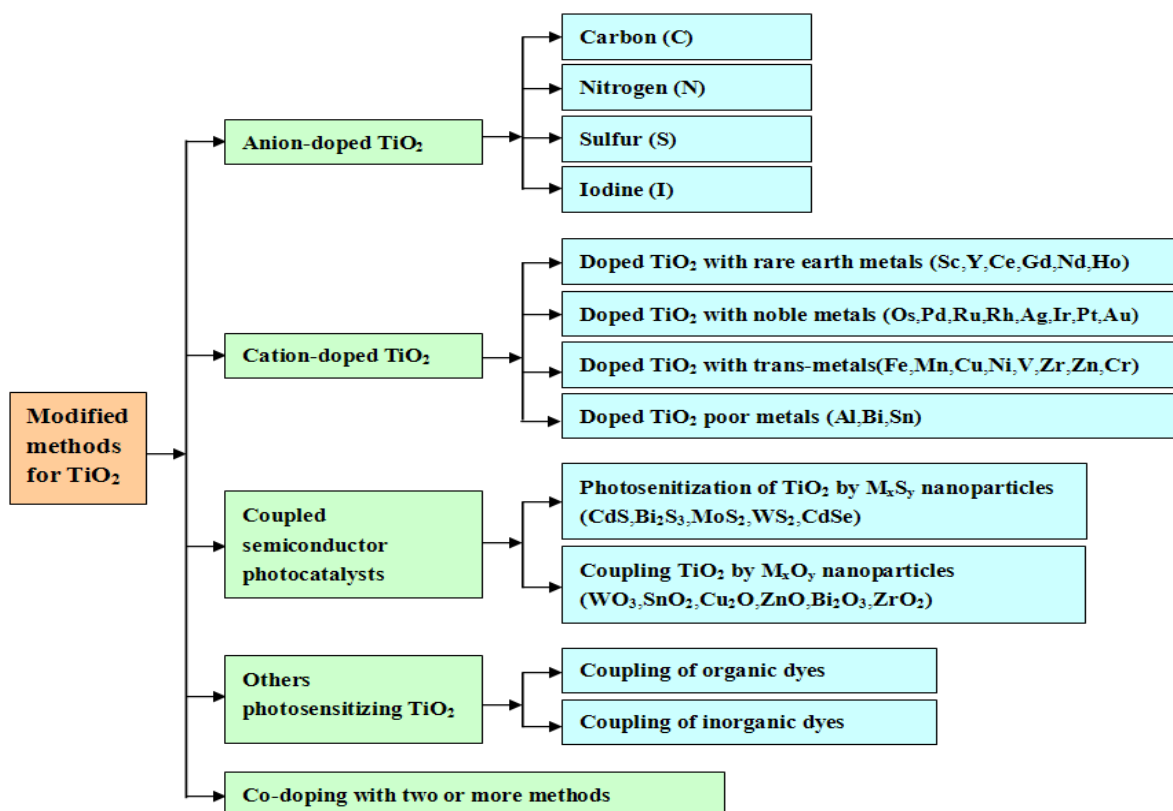 Carbon (C)
Nitrogen (N)
Anion-doped TiO₂
Sulfur (S)
Iodine (I)
Doped TiO₂ with rare earth metals (Sc,Y,Ce,Gd,Nd,Ho)
Doped TiO₂ with noble metals (Os,Pd,Ru,Rh,Ag,Ir,Pt,Au)
Cation-doped TiO₂
Doped TiO₂ with trans-metals(Fe,Mn,Cu,Ni,V,Zr,Zn,Cr)
Doped TiO₂ poor metals (Al,Bi,Sn)
Modified
methods
for TiO₂
Coupled
semiconductor
photocatalysts
Photosenitization of TiO₂ by MₓSᵧ nanoparticles
(CdS,Bi₂S₃,MoS₂,WS₂,CdSe)
Coupling TiO₂ by MₓOᵧ nanoparticles
(WO₃,SnO₂,Cu₂O,ZnO,Bi₂O₃,ZrO₂)
Others
photosensitizing TiO₂
Coupling of organic dyes
Coupling of inorganic dyes
Co-doping with two or more methods